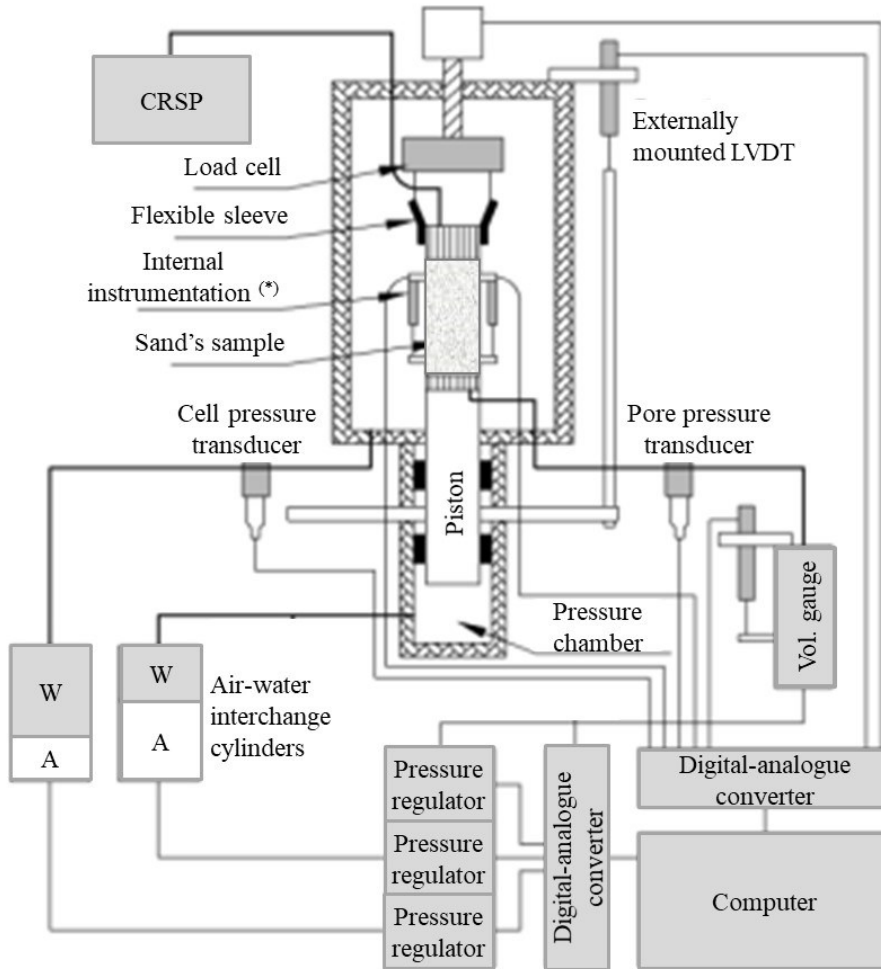 CRSP
Externally
mounted LVDT
Load cell
Flexible sleeve
Internal
instrumentation (*)
Sand's sample
Cell pressure
transducer
Pore pressure
transducer
Piston
Pressure
chamber
Vol. gauge
W
A
W
A
Air-water
interchange
cylinders
Pressure
regulator
Pressure
regulator
Pressure
regulator
Digital-analogue
converter
Digital-analogue
converter
Computer